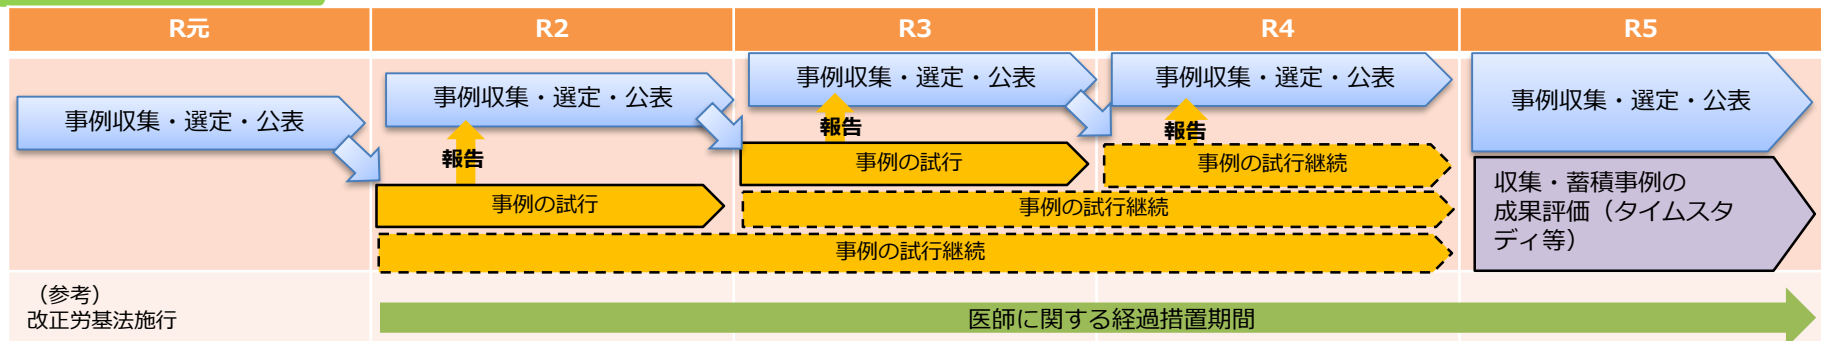 R元
R2
R3
R4
R5
事例収集・選定・公表
事例収集・選定・公表
事例収集・選定・公表
事例収集・選定・公表
事例収集・選定・公表
報告
報告
報告
事例の試行
事例の試行
事例の試行継続
事例の試行継続
事例の試行継続
収集・蓄積事例の
成果評価（タイムスタ
ディ等）
（参考）
改正労基法施行
医師に関する経過措置期間